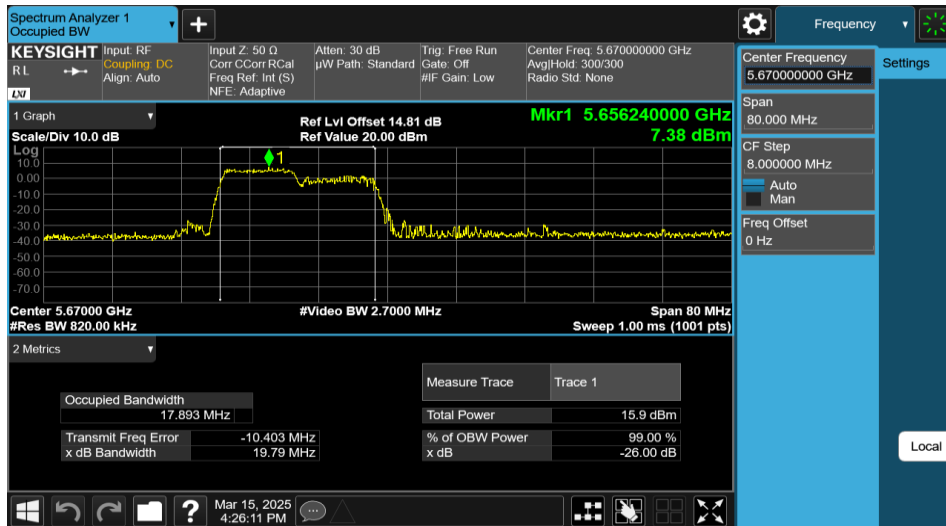 Spectrum Analyzer 1
Occupied BW
Frequency
KEYSIGHT
RL
LXI
Input: RF
Coupling: DC
Align: Auto
Input Z: 50 Ω
Corr CCorr RCal
Freq Ref: Int (S)
NFE: Adaptive
Atten: 30 dB
µW Path: Standard
Trig: Free Run
Gate: Off
#IF Gain: Low
Center Freq: 5.670000000 GHz
Avg|Hold: 300/300
Radio Std: None
Center Frequency
5.670000000 GHz
Settings
Span
80.000 MHz
CF Step
8.000000 MHz
Auto
Man
Freq Offset
0 Hz
Local
1 Graph
Scale/Div 10.0 dB
Ref Lvl Offset 14.81 dB
Ref Value 20.00 dBm
Mkr1 5.656240000 GHz
7.38 dBm
Log
1
10.0
0.00
-10.0
-20.0
-30.0
-40.0
-50.0
-60.0
-70.0
Center 5.67000 GHz
#Video BW 2.7000 MHz
Span 80 MHz
#Res BW 820.00 kHz
Sweep 1.00 ms (1001 pts)
2 Metrics
Measure Trace Trace 1
Occupied Bandwidth
17.893 MHz
Total Power 15.9 dBm
Transmit Freq Error -10.403 MHz
% of OBW Power 99.00 %
x dB Bandwidth 19.79 MHz
x dB -26.00 dB
?
Mar 15, 2025
4:26:11 PM